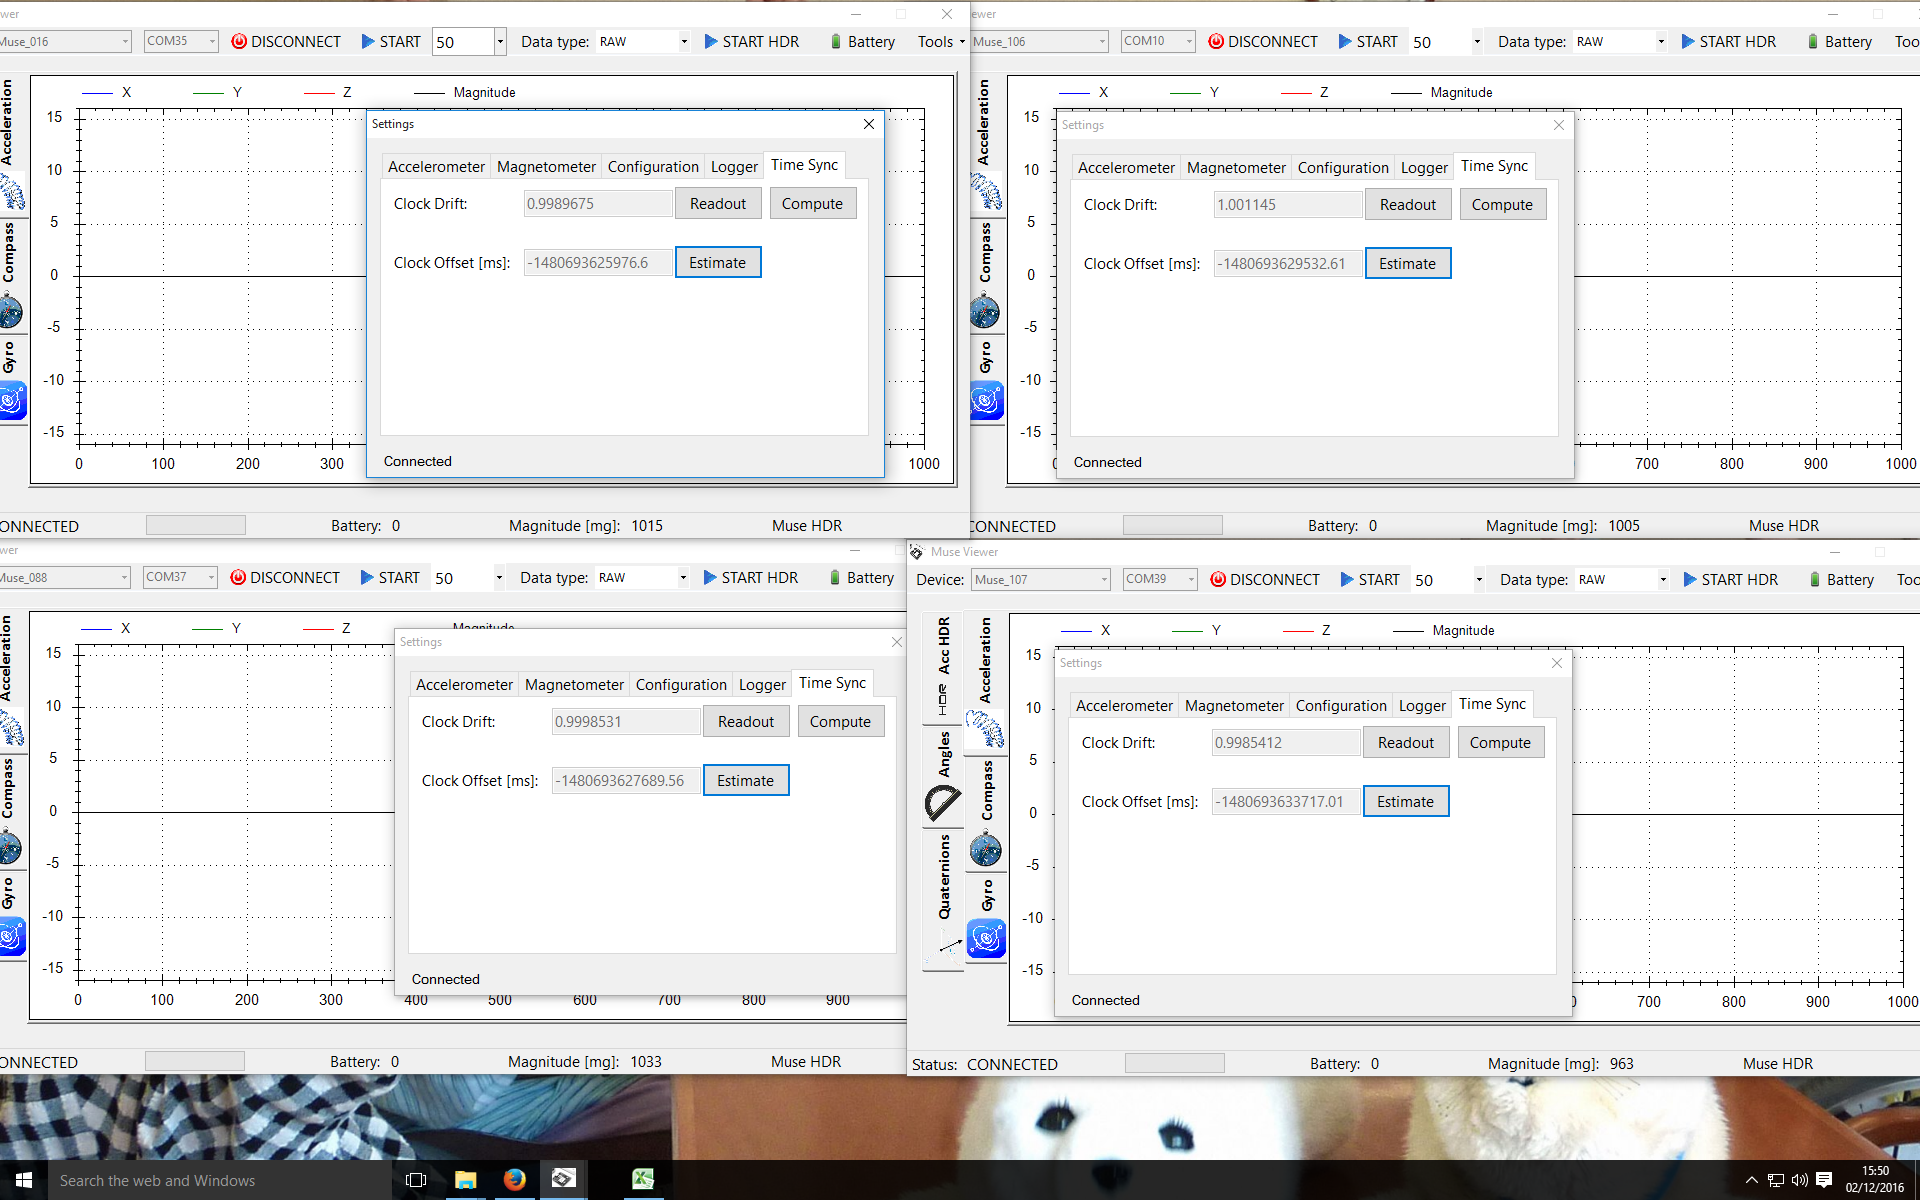 ewer
Muse_016 COM35 DISCONNECT START 50 Data type: RAW START HDR Battery Tools
X Y Z Magnitude
15
10
5
0
-5
-10
-15
0 100 200 300 1000
Acceleration
Compass
Gyro
Settings
Accelerometer Magnetometer Configuration Logger Time Sync
Clock Drift: 0.9989675 Readout Compute
Clock Offset [ms]: -1480693625976.6 Estimate
Connected
ONNECTED Battery: 0 Magnitude [mg]: 1015 Muse HDR
ewer
Muse_106 COM10 DISCONNECT START 50 Data type: RAW START HDR Battery Too
X Y Z Magnitude
15
10
5
0
-5
-10
-15
0 700 800 900 1000
Acceleration
Compass
Gyro
Settings
Accelerometer Magnetometer Configuration Logger Time Sync
Clock Drift: 1.001145 Readout Compute
Clock Offset [ms]: -1480693629532.61 Estimate
Connected
CONNECTED Battery: 0 Magnitude [mg]: 1005 Muse HDR
ewer
Muse_088 COM37 DISCONNECT START 50 Data type: RAW START HDR Battery
X Y Z Magnitude
15
10
5
0
-5
-10
-15
0 100 200 300 400 500 600 700 800 900
Acceleration
Compass
Gyro
Settings
Accelerometer Magnetometer Configuration Logger Time Sync
Clock Drift: 0.9998531 Readout Compute
Clock Offset [ms]: -1480693627689.56 Estimate
Connected
ONNECTED Battery: 0 Magnitude [mg]: 1033 Muse HDR
Muse Viewer
Device: Muse_107 COM39 DISCONNECT START 50 Data type: RAW START HDR Battery Too
X Y Z Magnitude
15
10
5
0
-5
-10
-15
0 700 800 900 1000
HDR Acc HDR
Angles
Quaternions
Acceleration
Compass
Gyro
Settings
Accelerometer Magnetometer Configuration Logger Time Sync
Clock Drift: 0.9985412 Readout Compute
Clock Offset [ms]: -1480693633717.01 Estimate
Connected
Status: CONNECTED Battery: 0 Magnitude [mg]: 963 Muse HDR
Search the web and Windows
15:50
02/12/2016